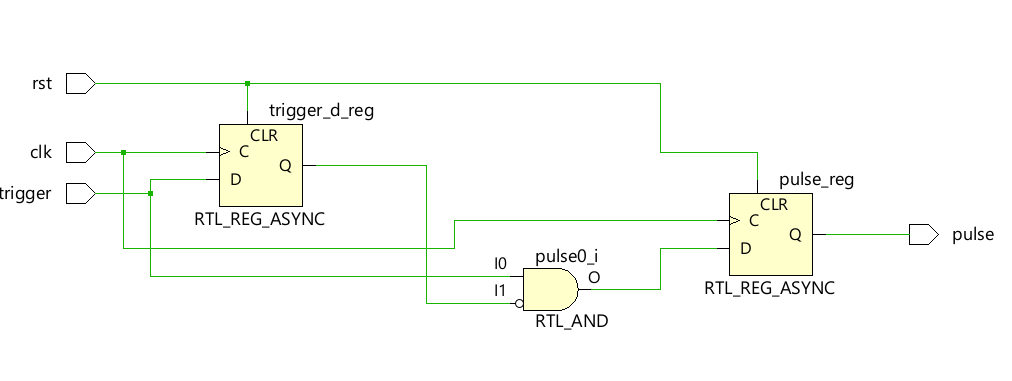 rst
trigger_d_reg
CLR
clk
C
Q
D
trigger
RTL_REG_ASYNC
pulse_reg
CLR
C
Q
D
pulse
RTL_REG_ASYNC
pulse0_i
I0
O
I1
RTL_AND